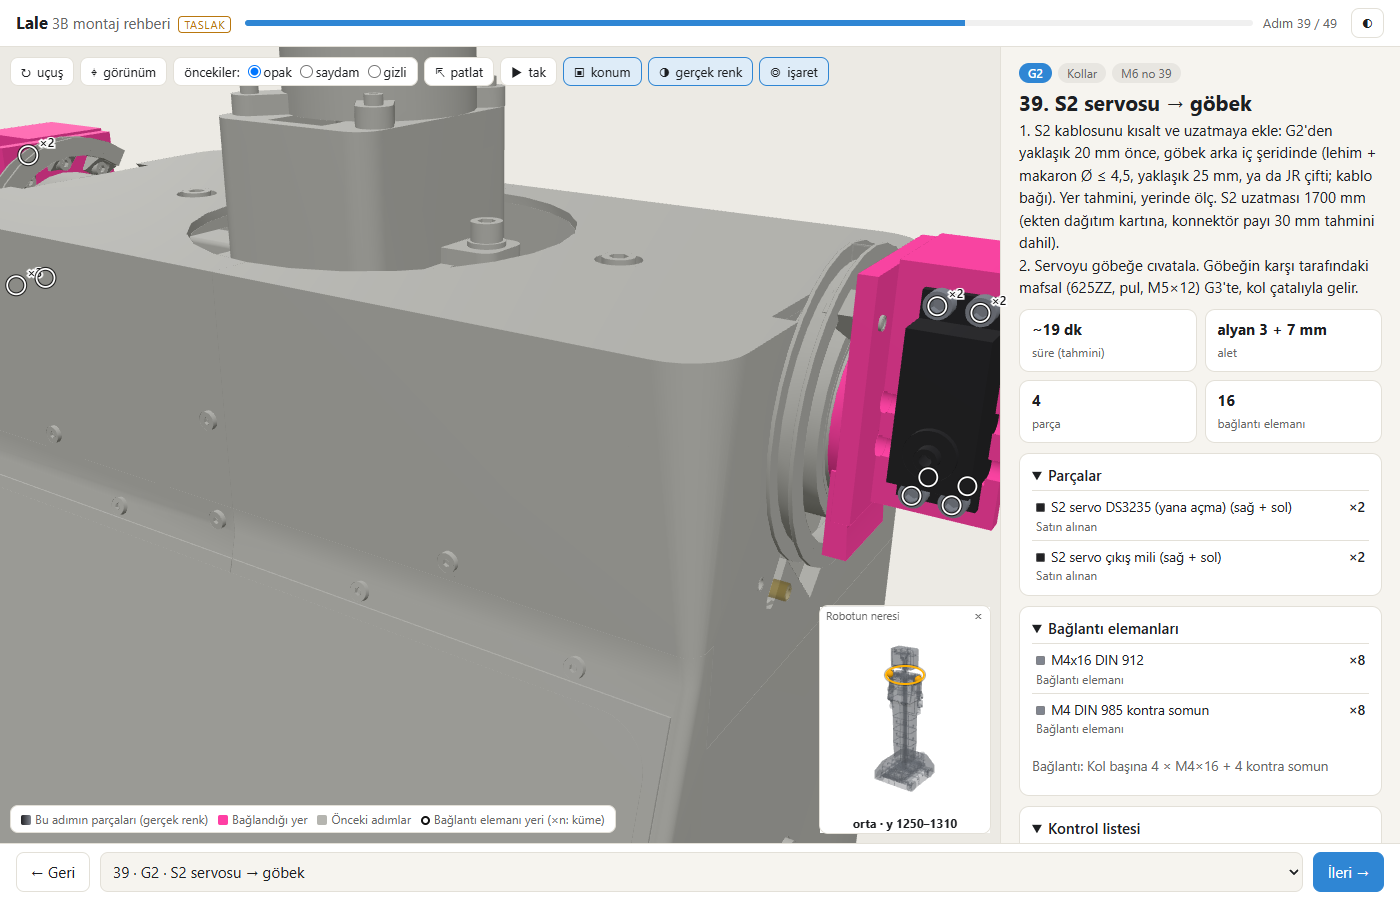 Lale 3B montaj rehberi TASLAK
Adım 39 / 49
↻ uçuş
⌖ görünüm
öncekiler: opak saydam gizli
↖ patlat
▶ tak
▣ konum
◑ gerçek renk
◎ işaret
×2
×2
×2
G2 Kollar M6 no 39
39. S2 servosu → göbek
1. S2 kablosunu kısalt ve uzatmaya ekle: G2'den
yaklaşık 20 mm önce, göbek arka iç şeridinde (lehim +
makaron Ø ≤ 4,5, yaklaşık 25 mm, ya da JR çifti; kablo
bağı). Yer tahmini, yerinde ölç. S2 uzatması 1700 mm
(ekten dağıtım kartına, konnektör payı 30 mm tahmini
dahil).
2. Servoyu göbeğe cıvatala. Göbeğin karşı tarafındaki
mafsal (625ZZ, pul, M5×12) G3'te, kol çatalıyla gelir.
~19 dk
süre (tahmini)
alyan 3 + 7 mm
alet
4
parça
16
bağlantı elemanı
▼ Parçalar
S2 servo DS3235 (yana açma) (sağ + sol) ×2
Satın alınan
S2 servo çıkış mili (sağ + sol) ×2
Satın alınan
▼ Bağlantı elemanları
M4x16 DIN 912 ×8
Bağlantı elemanı
M4 DIN 985 kontra somun ×8
Bağlantı elemanı
Bağlantı: Kol başına 4 × M4×16 + 4 kontra somun
▼ Kontrol listesi
Robotun neresi ×
orta · y 1250–1310
Bu adımın parçaları (gerçek renk) Bağlandığı yer Önceki adımlar Bağlantı elemanı yeri (×n: küme)
← Geri
39 · G2 · S2 servosu → göbek
İleri →